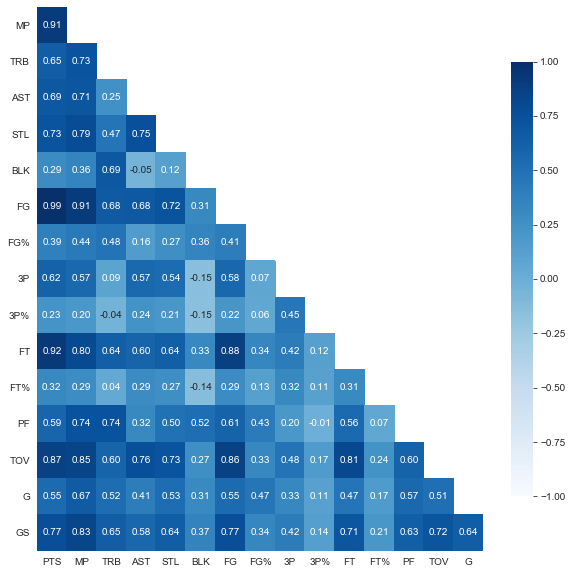 MP 0.91
TRB 0.65 0.73
1.00
AST 0.69 0.71 0.25
0.75
STL 0.73 0.79 0.47 0.75
BLK 0.29 0.36 0.69 -0.05 0.12
0.50
FG 0.99 0.91 0.68 0.68 0.72 0.31
0.25
FG% 0.39 0.44 0.48 0.16 0.27 0.36 0.41
3P 0.62 0.57 0.09 0.57 0.54 -0.15 0.58 0.07
0.00
3P% 0.23 0.20 -0.04 0.24 0.21 -0.15 0.22 0.06 0.45
−0.25
FT 0.92 0.80 0.64 0.60 0.64 0.33 0.88 0.34 0.42 0.12
FT% 0.32 0.29 0.04 0.29 0.27 -0.14 0.29 0.13 0.32 0.11 0.31
−0.50
PF 0.59 0.74 0.74 0.32 0.50 0.52 0.61 0.43 0.20 -0.01 0.56 0.07
−0.75
TOV 0.87 0.85 0.60 0.76 0.73 0.27 0.86 0.33 0.48 0.17 0.81 0.24 0.60
−1.00
G 0.55 0.67 0.52 0.41 0.53 0.31 0.55 0.47 0.33 0.11 0.47 0.17 0.57 0.51
GS 0.77 0.83 0.65 0.58 0.64 0.37 0.77 0.34 0.42 0.14 0.71 0.21 0.63 0.72 0.64
PTS MP TRB AST STL BLK FG FG% 3P 3P% FT FT% PF TOV G